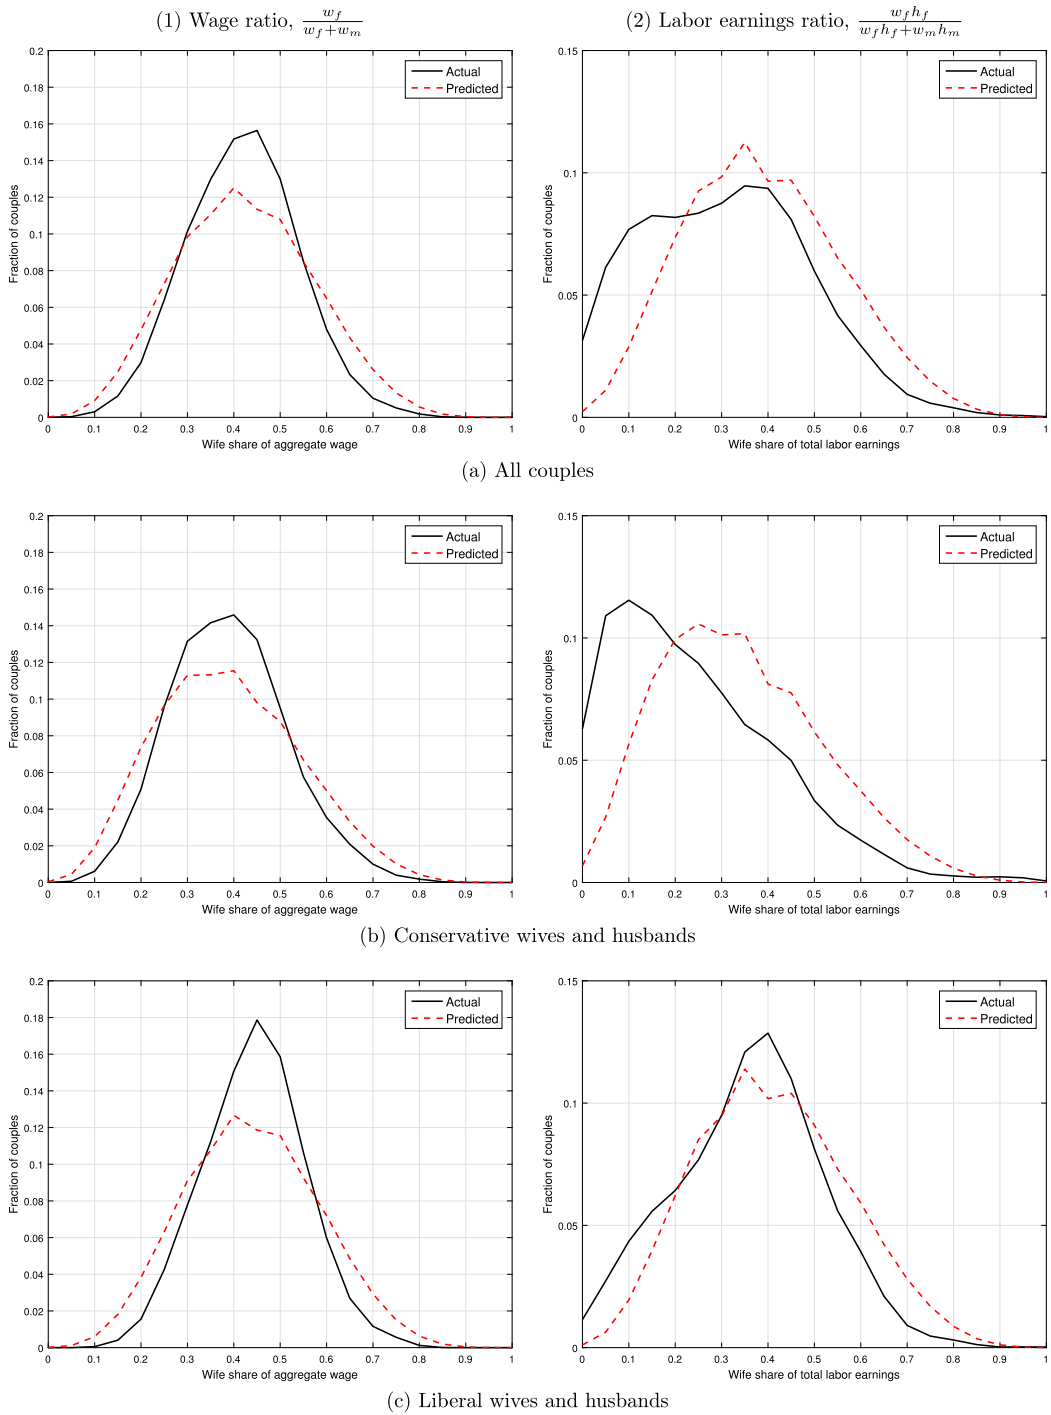 (1) Wage ratio, w_f / (w_f + w_m)
(2) Labor earnings ratio, w_f h_f / (w_f h_f + w_m h_m)
Fraction of couples
0.2
0.18
0.16
0.14
0.12
0.1
0.08
0.06
0.04
0.02
0
Actual
Predicted
0 0.1 0.2 0.3 0.4 0.5 0.6 0.7 0.8 0.9 1
Wife share of aggregate wage
Fraction of couples
0.15
0.1
0.05
0
Actual
Predicted
0 0.1 0.2 0.3 0.4 0.5 0.6 0.7 0.8 0.9 1
Wife share of total labor earnings
(a) All couples
Fraction of couples
0.2
0.18
0.16
0.14
0.12
0.1
0.08
0.06
0.04
0.02
0
Actual
Predicted
0 0.1 0.2 0.3 0.4 0.5 0.6 0.7 0.8 0.9 1
Wife share of aggregate wage
Fraction of couples
0.15
0.1
0.05
0
Actual
Predicted
0 0.1 0.2 0.3 0.4 0.5 0.6 0.7 0.8 0.9 1
Wife share of total labor earnings
(b) Conservative wives and husbands
Fraction of couples
0.2
0.18
0.16
0.14
0.12
0.1
0.08
0.06
0.04
0.02
0
Actual
Predicted
0 0.1 0.2 0.3 0.4 0.5 0.6 0.7 0.8 0.9 1
Wife share of aggregate wage
Fraction of couples
0.15
0.1
0.05
0
Actual
Predicted
0 0.1 0.2 0.3 0.4 0.5 0.6 0.7 0.8 0.9 1
Wife share of total labor earnings
(c) Liberal wives and husbands